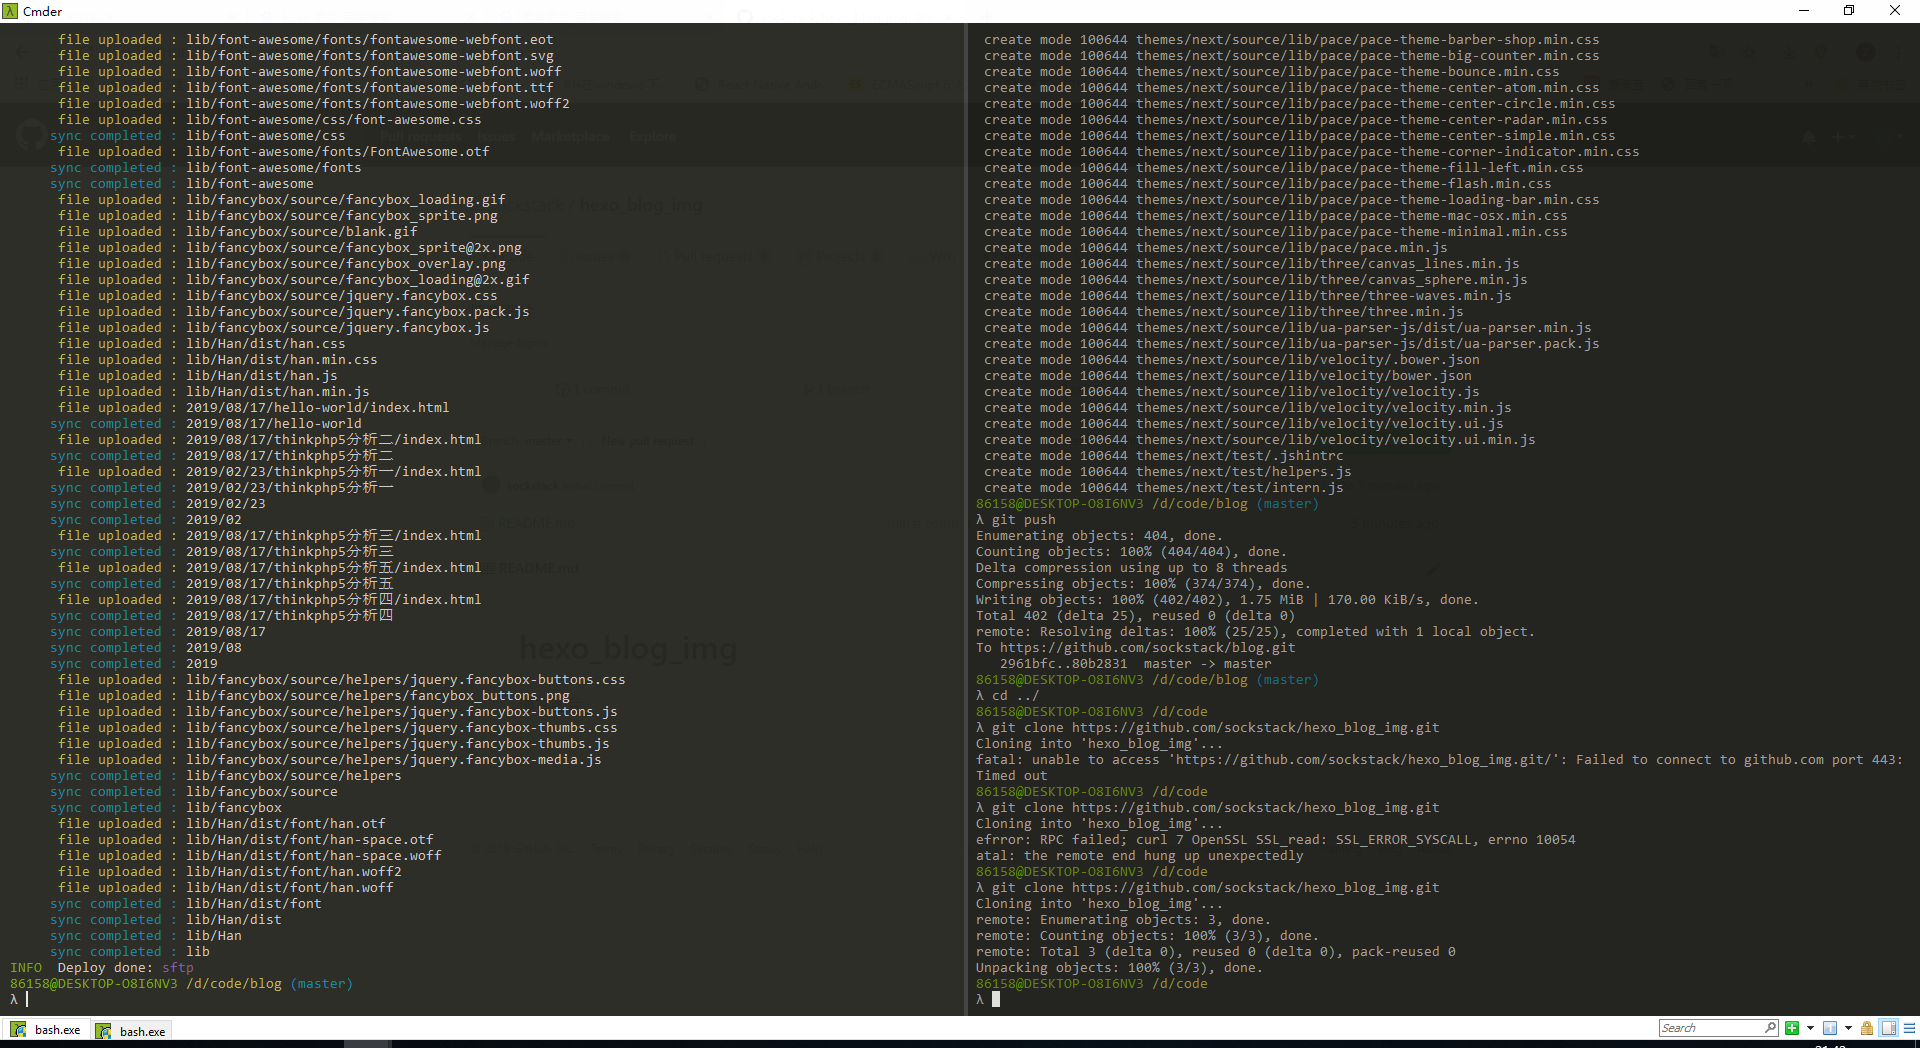 Cmder
file uploaded : lib/font-awesome/fonts/fontawesome-webfont.eot
file uploaded : lib/font-awesome/fonts/fontawesome-webfont.svg
file uploaded : lib/font-awesome/fonts/fontawesome-webfont.woff
file uploaded : lib/font-awesome/fonts/fontawesome-webfont.ttf
file uploaded : lib/font-awesome/fonts/fontawesome-webfont.woff2
file uploaded : lib/font-awesome/css/font-awesome.css
sync completed : lib/font-awesome/css
file uploaded : lib/font-awesome/fonts/FontAwesome.otf
sync completed : lib/font-awesome/fonts
sync completed : lib/font-awesome
file uploaded : lib/fancybox/source/fancybox_loading.gif
file uploaded : lib/fancybox/source/fancybox_sprite.png
file uploaded : lib/fancybox/source/blank.gif
file uploaded : lib/fancybox/source/fancybox_sprite@2x.png
file uploaded : lib/fancybox/source/fancybox_overlay.png
file uploaded : lib/fancybox/source/fancybox_loading@2x.gif
file uploaded : lib/fancybox/source/jquery.fancybox.css
file uploaded : lib/fancybox/source/jquery.fancybox.pack.js
file uploaded : lib/fancybox/source/jquery.fancybox.js
file uploaded : lib/Han/dist/han.css
file uploaded : lib/Han/dist/han.min.css
file uploaded : lib/Han/dist/han.js
file uploaded : lib/Han/dist/han.min.js
file uploaded : 2019/08/17/hello-world/index.html
sync completed : 2019/08/17/hello-world
file uploaded : 2019/08/17/thinkphp5分析二/index.html
sync completed : 2019/08/17/thinkphp5分析二
file uploaded : 2019/02/23/thinkphp5分析一/index.html
sync completed : 2019/02/23/thinkphp5分析一
sync completed : 2019/02/23
sync completed : 2019/02
file uploaded : 2019/08/17/thinkphp5分析三/index.html
sync completed : 2019/08/17/thinkphp5分析三
file uploaded : 2019/08/17/thinkphp5分析五/index.html
sync completed : 2019/08/17/thinkphp5分析五
file uploaded : 2019/08/17/thinkphp5分析四/index.html
sync completed : 2019/08/17/thinkphp5分析四
sync completed : 2019/08/17
sync completed : 2019/08
sync completed : 2019
file uploaded : lib/fancybox/source/helpers/jquery.fancybox-buttons.css
file uploaded : lib/fancybox/source/helpers/fancybox_buttons.png
file uploaded : lib/fancybox/source/helpers/jquery.fancybox-buttons.js
file uploaded : lib/fancybox/source/helpers/jquery.fancybox-thumbs.css
file uploaded : lib/fancybox/source/helpers/jquery.fancybox-thumbs.js
file uploaded : lib/fancybox/source/helpers/jquery.fancybox-media.js
sync completed : lib/fancybox/source/helpers
sync completed : lib/fancybox/source
sync completed : lib/fancybox
file uploaded : lib/Han/dist/font/han.otf
file uploaded : lib/Han/dist/font/han-space.otf
file uploaded : lib/Han/dist/font/han-space.woff
file uploaded : lib/Han/dist/font/han.woff2
file uploaded : lib/Han/dist/font/han.woff
sync completed : lib/Han/dist/font
sync completed : lib/Han/dist
sync completed : lib/Han
sync completed : lib
INFO  Deploy done: sftp
86158@DESKTOP-O8I6NV3 /d/code/blog (master)
λ
create mode 100644 themes/next/source/lib/pace/pace-theme-barber-shop.min.css
create mode 100644 themes/next/source/lib/pace/pace-theme-big-counter.min.css
create mode 100644 themes/next/source/lib/pace/pace-theme-bounce.min.css
create mode 100644 themes/next/source/lib/pace/pace-theme-center-atom.min.css
create mode 100644 themes/next/source/lib/pace/pace-theme-center-circle.min.css
create mode 100644 themes/next/source/lib/pace/pace-theme-center-radar.min.css
create mode 100644 themes/next/source/lib/pace/pace-theme-center-simple.min.css
create mode 100644 themes/next/source/lib/pace/pace-theme-corner-indicator.min.css
create mode 100644 themes/next/source/lib/pace/pace-theme-fill-left.min.css
create mode 100644 themes/next/source/lib/pace/pace-theme-flash.min.css
create mode 100644 themes/next/source/lib/pace/pace-theme-loading-bar.min.css
create mode 100644 themes/next/source/lib/pace/pace-theme-mac-osx.min.css
create mode 100644 themes/next/source/lib/pace/pace-theme-minimal.min.css
create mode 100644 themes/next/source/lib/pace/pace.min.js
create mode 100644 themes/next/source/lib/three/canvas_lines.min.js
create mode 100644 themes/next/source/lib/three/canvas_sphere.min.js
create mode 100644 themes/next/source/lib/three/three-waves.min.js
create mode 100644 themes/next/source/lib/three/three.min.js
create mode 100644 themes/next/source/lib/ua-parser-js/dist/ua-parser.min.js
create mode 100644 themes/next/source/lib/ua-parser-js/dist/ua-parser.pack.js
create mode 100644 themes/next/source/lib/velocity/.bower.json
create mode 100644 themes/next/source/lib/velocity/bower.json
create mode 100644 themes/next/source/lib/velocity/velocity.js
create mode 100644 themes/next/source/lib/velocity/velocity.min.js
create mode 100644 themes/next/source/lib/velocity/velocity.ui.js
create mode 100644 themes/next/source/lib/velocity/velocity.ui.min.js
create mode 100644 themes/next/test/.jshintrc
create mode 100644 themes/next/test/helpers.js
create mode 100644 themes/next/test/intern.js
86158@DESKTOP-O8I6NV3 /d/code/blog (master)
λ git push
Enumerating objects: 404, done.
Counting objects: 100% (404/404), done.
Delta compression using up to 8 threads
Compressing objects: 100% (374/374), done.
Writing objects: 100% (402/402), 1.75 MiB | 170.00 KiB/s, done.
Total 402 (delta 25), reused 0 (delta 0)
remote: Resolving deltas: 100% (25/25), completed with 1 local object.
To https://github.com/sockstack/blog.git
2961bfc..80b2831  master -> master
86158@DESKTOP-O8I6NV3 /d/code/blog (master)
λ cd ../
86158@DESKTOP-O8I6NV3 /d/code
λ git clone https://github.com/sockstack/hexo_blog_img.git
Cloning into 'hexo_blog_img'...
fatal: unable to access 'https://github.com/sockstack/hexo_blog_img.git/': Failed to connect to github.com port 443:
Timed out
86158@DESKTOP-O8I6NV3 /d/code
λ git clone https://github.com/sockstack/hexo_blog_img.git
Cloning into 'hexo_blog_img'...
efrror: RPC failed; curl 7 OpenSSL SSL_read: SSL_ERROR_SYSCALL, errno 10054
atal: the remote end hung up unexpectedly
86158@DESKTOP-O8I6NV3 /d/code
λ git clone https://github.com/sockstack/hexo_blog_img.git
Cloning into 'hexo_blog_img'...
remote: Enumerating objects: 3, done.
remote: Counting objects: 100% (3/3), done.
remote: Total 3 (delta 0), reused 0 (delta 0), pack-reused 0
Unpacking objects: 100% (3/3), done.
86158@DESKTOP-O8I6NV3 /d/code
λ
hexo_blog_img
bash.exe
bash.exe
Search